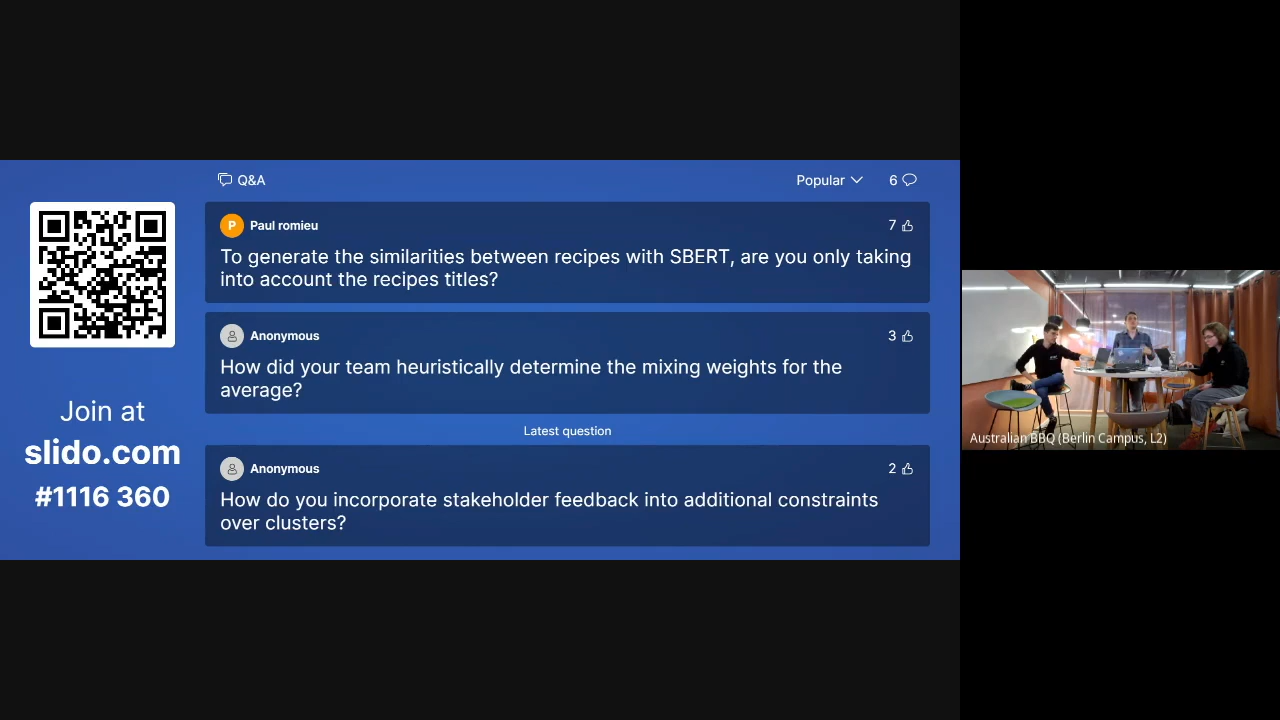 Q&A
Popular
6
P
Paul romieu
7
To generate the similarities between recipes with SBERT, are you only taking
into account the recipes titles?
Anonymous
3
How did your team heuristically determine the mixing weights for the
average?
Latest question
Anonymous
2
How do you incorporate stakeholder feedback into additional constraints
over clusters?
Join at
slido.com
#1116 360
Australian BBQ (Berlin Campus, L2)